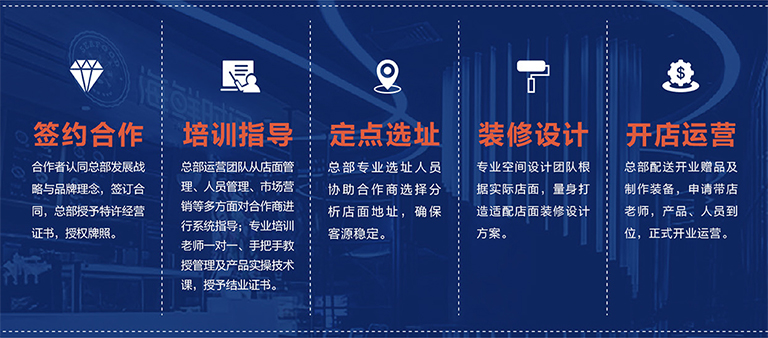 签约合作
合作者认同总部发展战
略与品牌理念，签订合
同，总部授予特许经营
证书，授权牌照。
培训指导
总部运营团队从店面管
理、人员管理、市场营
销等多方面对合作商进
行系统指导；专业培训
老师一对一、手把手教
授管理及产品实操技术
课，授予结业证书。
定点选址
总部专业选址人员
协助合作商选择分
析店面地址，确保
客源稳定。
装修设计
专业空间设计团队根
据实际店面，量身打
造适配店面装修设计
方案。
开店运营
总部配送开业赠品及
制作装备，申请带店
老师，产品、人员到
位，正式开业运营。